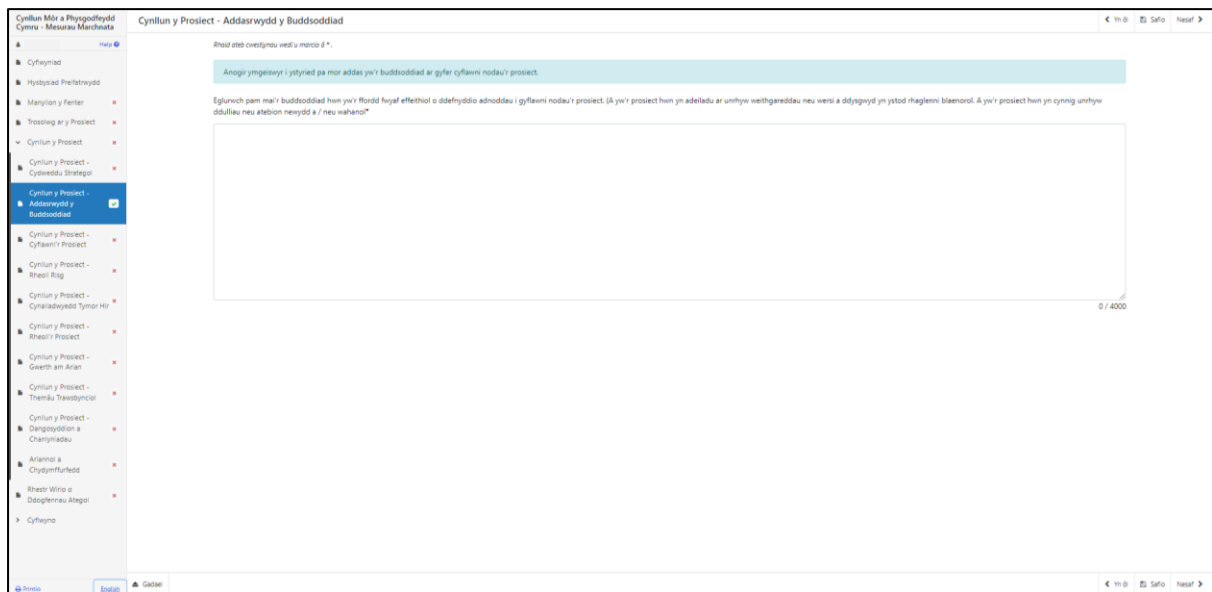 Cynllun Môr a Physgodfeydd
Cymru - Mesurau Marchnata
Help
Cyflwyniad
Hysbysiad Preifatrwydd
Manylion y Fenter
Trosolwg ar y Prosiect
Cynllun y Prosiect
Cynllun y Prosiect -
Cydweddu Strategol
Cynllun y Prosiect -
Addasrwydd y
Buddsoddiad
Cynllun y Prosiect -
Cyflawni'r Prosiect
Cynllun y Prosiect -
Rheoli Risg
Cynllun y Prosiect -
Cynaliadwyedd Tymor Hir
Cynllun y Prosiect -
Rheoli'r Prosiect
Cynllun y Prosiect -
Gwerth am Arian
Cynllun y Prosiect -
Themâu Trawsbynciol
Cynllun y Prosiect -
Dangosyddion a
Chanlyniadau
Ariannol a
Chydymffurfedd
Rhestr Wirio o
Ddogfennau Ategol
Cyflwyno
Printio
English
Cynllun y Prosiect - Addasrwydd y Buddsoddiad
Yn ôl Safio Nesaf
Rhaid ateb cwestiynau wedi'u marcio â *.
Anogir ymgeiswyr i ystyried pa mor addas yw'r buddsoddiad ar gyfer cyflawni nodau'r prosiect.
Eglurwch pam mai'r buddsoddiad hwn yw'r ffordd fwyaf effeithiol o ddefnyddio adnoddau i gyflawni nodau'r prosiect. (A yw'r prosiect hwn yn adeiladu ar unrhyw weithgareddau neu wersi a ddysgwyd yn ystod rhaglenni blaenorol. A yw'r prosiect hwn yn cynnig unrhyw
ddulliau neu atebion newydd a / neu wahanol*
0 / 4000
Gadael
Yn ôl Safio Nesaf